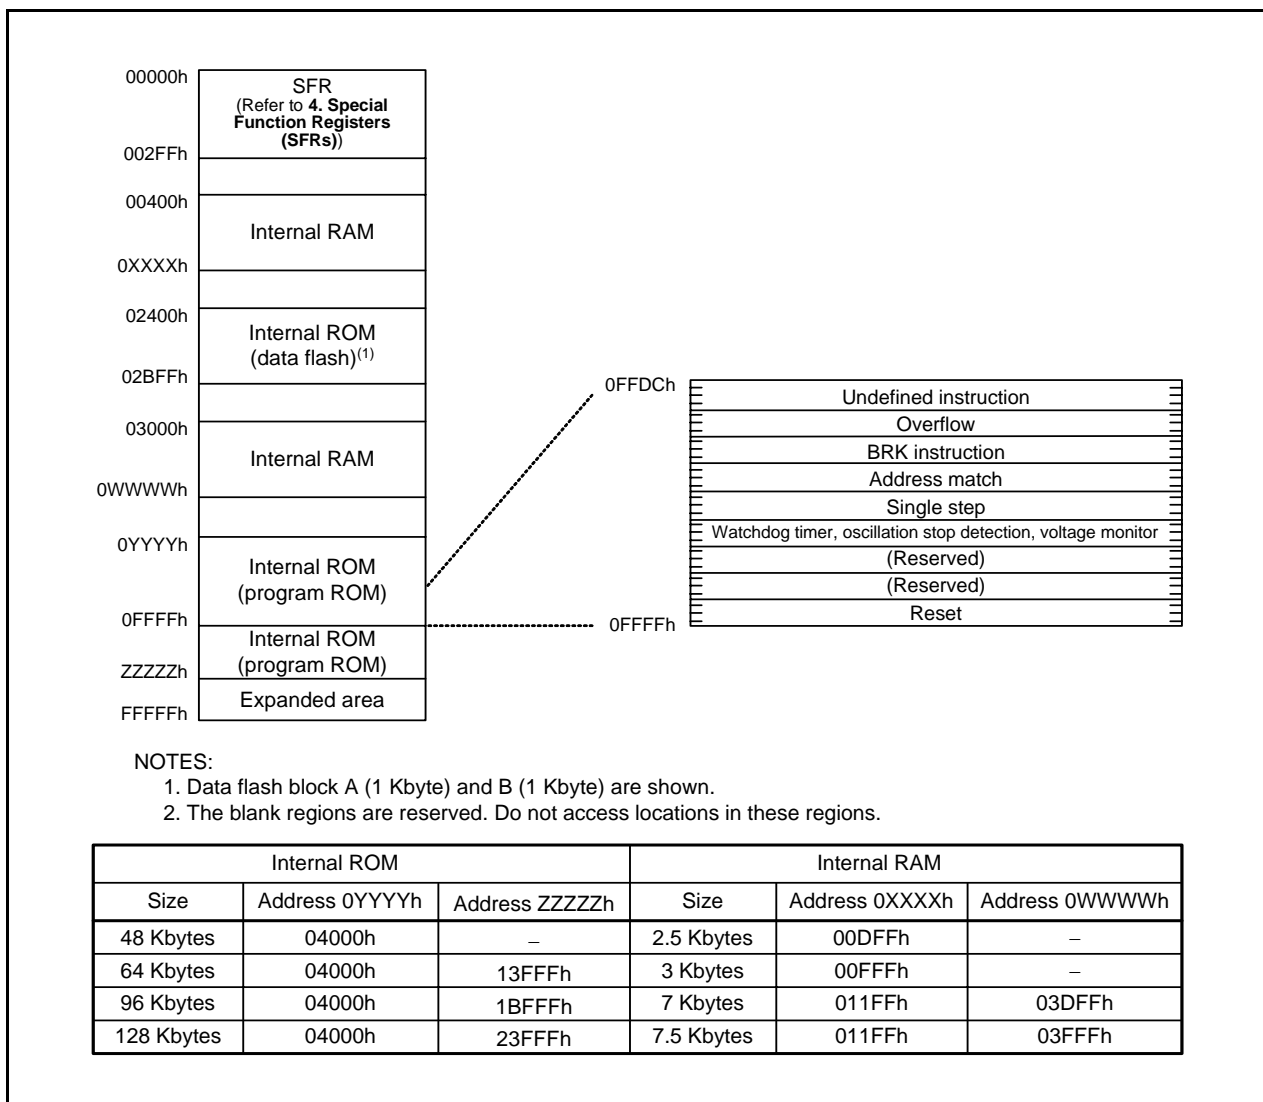 00000h
SFR
(Refer to 4. Special
Function Registers
(SFRs))
002FFh
00400h
Internal RAM
0XXXXh
02400h
Internal ROM
(data flash)(1)
02BFFh
03000h
Internal RAM
0WWWWh
0YYYYh
Internal ROM
(program ROM)
0FFFFh
Internal ROM
(program ROM)
ZZZZZh
Expanded area
FFFFFh
0FFDCh
Undefined instruction
Overflow
BRK instruction
Address match
Single step
Watchdog timer, oscillation stop detection, voltage monitor
(Reserved)
(Reserved)
Reset
0FFFFh
NOTES:
1. Data flash block A (1 Kbyte) and B (1 Kbyte) are shown.
2. The blank regions are reserved. Do not access locations in these regions.
Internal ROM Internal RAM
Size Address 0YYYYh Address ZZZZZh Size Address 0XXXXh Address 0WWWWh
48 Kbytes 04000h − 2.5 Kbytes 00DFFh −
64 Kbytes 04000h 13FFFh 3 Kbytes 00FFFh −
96 Kbytes 04000h 1BFFFh 7 Kbytes 011FFh 03DFFh
128 Kbytes 04000h 23FFFh 7.5 Kbytes 011FFh 03FFFh